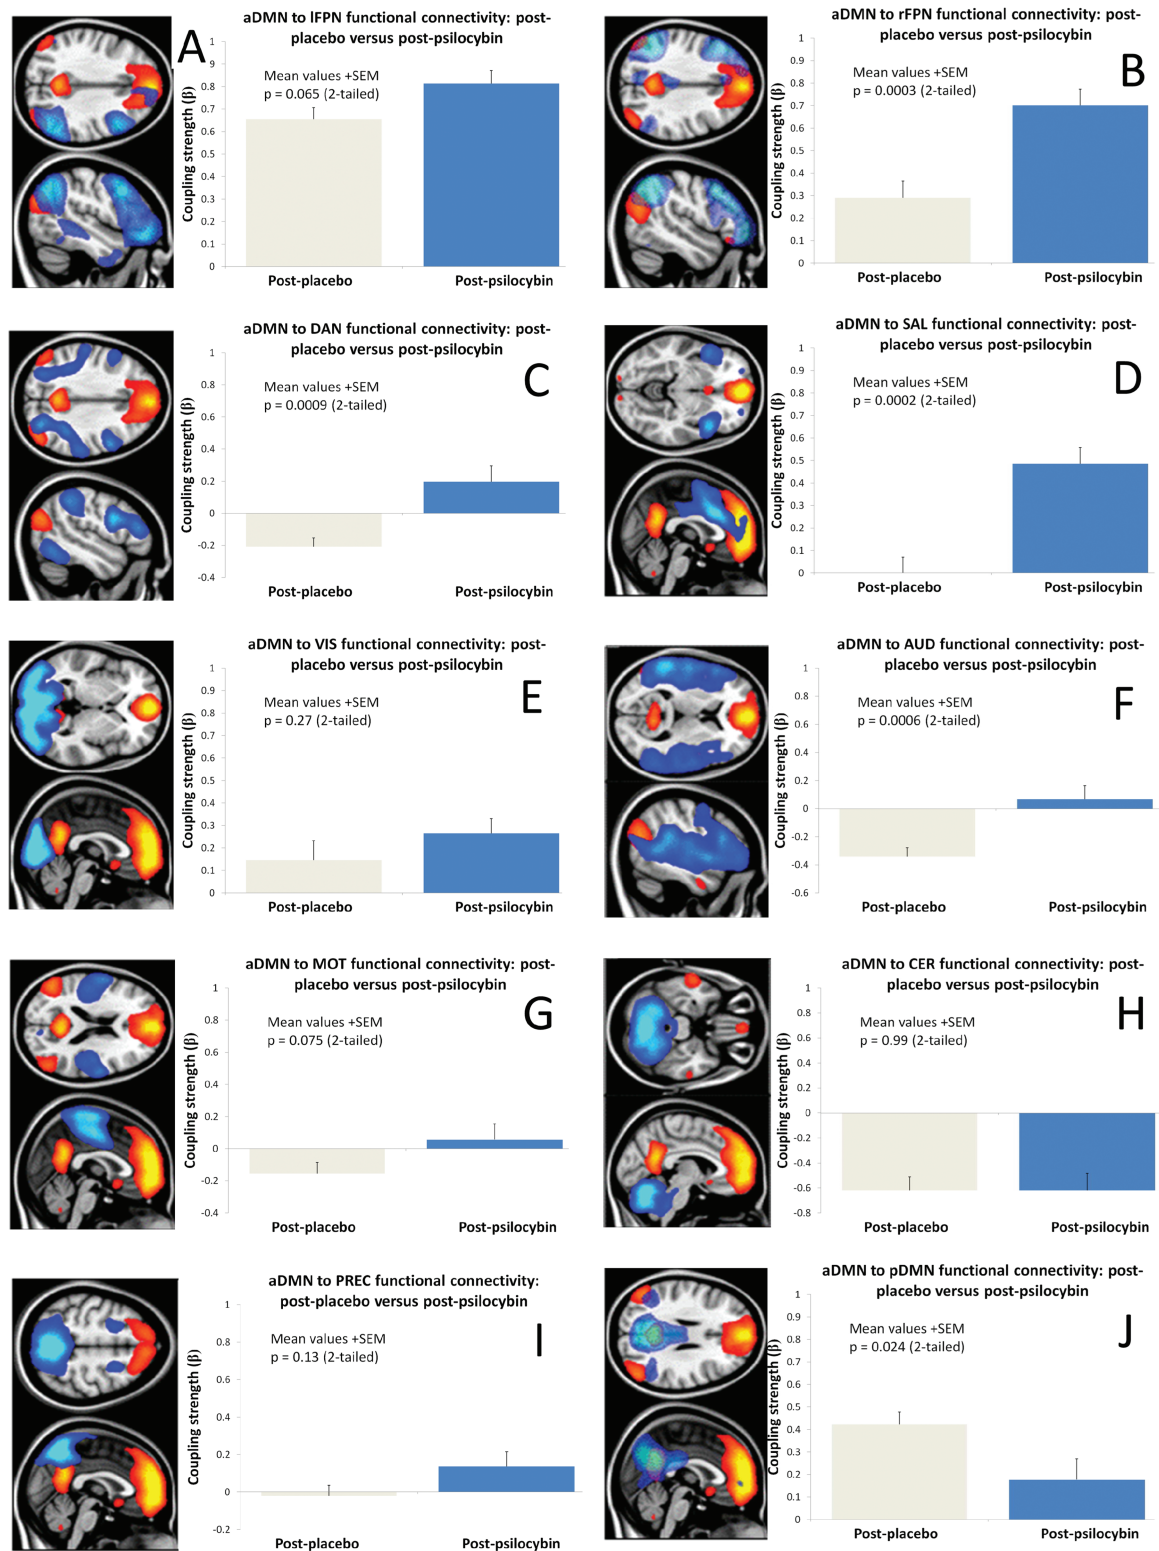 A
aDMN to lFPN functional connectivity: post-
placebo versus post-psilocybin
Mean values +SEM
p = 0.065 (2-tailed)
Coupling strength (β)
1
0.9
0.8
0.7
0.6
0.5
0.4
0.3
0.2
0.1
0
Post-placebo
Post-psilocybin
B
aDMN to rFPN functional connectivity: post-
placebo versus post-psilocybin
Mean values +SEM
p = 0.0003 (2-tailed)
Coupling strength (β)
1
0.9
0.8
0.7
0.6
0.5
0.4
0.3
0.2
0.1
0
Post-placebo
Post-psilocybin
C
aDMN to DAN functional connectivity: post-
placebo versus post-psilocybin
Mean values +SEM
p = 0.0009 (2-tailed)
Coupling strength (β)
1
0.8
0.6
0.4
0.2
0
-0.2
-0.4
Post-placebo
Post-psilocybin
D
aDMN to SAL functional connectivity: post-
placebo versus post-psilocybin
Mean values +SEM
p = 0.0002 (2-tailed)
Coupling strength (β)
1
0.9
0.8
0.7
0.6
0.5
0.4
0.3
0.2
0.1
0
Post-placebo
Post-psilocybin
E
aDMN to VIS functional connectivity: post-
placebo versus post-psilocybin
Mean values +SEM
p = 0.27 (2-tailed)
Coupling strength (β)
1
0.9
0.8
0.7
0.6
0.5
0.4
0.3
0.2
0.1
0
Post-placebo
Post-psilocybin
F
aDMN to AUD functional connectivity: post-
placebo versus post-psilocybin
Mean values +SEM
p = 0.0006 (2-tailed)
Coupling strength (β)
1
0.8
0.6
0.4
0.2
0
-0.2
-0.4
-0.6
Post-placebo
Post-psilocybin
G
aDMN to MOT functional connectivity: post-
placebo versus post-psilocybin
Mean values +SEM
p = 0.075 (2-tailed)
Coupling strength (β)
1
0.8
0.6
0.4
0.2
0
-0.2
-0.4
Post-placebo
Post-psilocybin
H
aDMN to CER functional connectivity: post-
placebo versus post-psilocybin
Mean values +SEM
p = 0.99 (2-tailed)
Coupling strength (β)
1
0.8
0.6
0.4
0.2
0
-0.2
-0.4
-0.6
-0.8
Post-placebo
Post-psilocybin
I
aDMN to PREC functional connectivity:
post-placebo versus post-psilocybin
Mean values +SEM
p = 0.13 (2-tailed)
Coupling strength (β)
1
0.8
0.6
0.4
0.2
0
-0.2
Post-placebo
Post-psilocybin
J
aDMN to pDMN functional connectivity: post-
placebo versus post-psilocybin
Mean values +SEM
p = 0.024 (2-tailed)
Coupling strength (β)
1
0.9
0.8
0.7
0.6
0.5
0.4
0.3
0.2
0.1
0
Post-placebo
Post-psilocybin